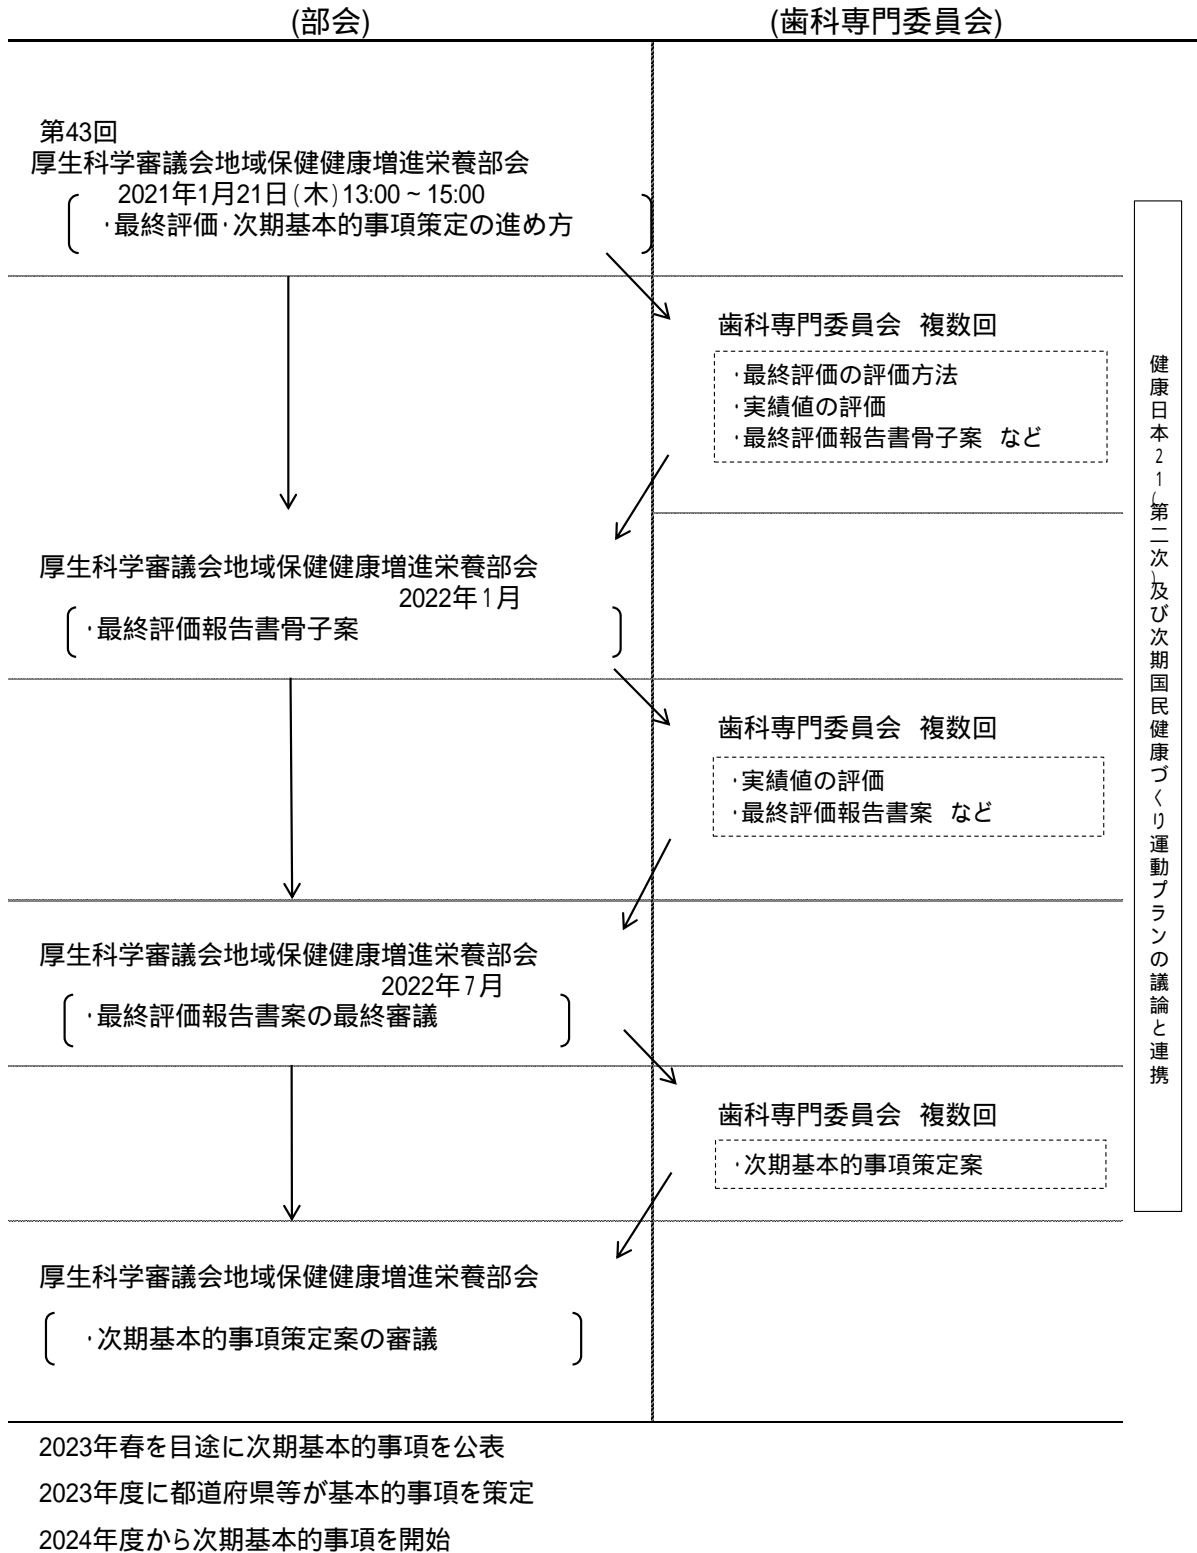 (部会)
(歯科専門委員会)
第43回
厚生科学審議会地域保健健康増進栄養部会
2021年1月21日(木)13:00～15:00
・最終評価・次期基本的事項策定の進め方
歯科専門委員会 複数回
・最終評価の評価方法
・実績値の評価
・最終評価報告書骨子案 など
厚生科学審議会地域保健健康増進栄養部会
2022年1月
・最終評価報告書骨子案
歯科専門委員会 複数回
・実績値の評価
・最終評価報告書案 など
厚生科学審議会地域保健健康増進栄養部会
2022年7月
・最終評価報告書案の最終審議
歯科専門委員会 複数回
・次期基本的事項策定案
厚生科学審議会地域保健健康増進栄養部会
・次期基本的事項策定案の審議
健康日本21(第二次)及び次期国民健康づくり運動プランの議論と連携
2023年春を目途に次期基本的事項を公表
2023年度に都道府県等が基本的事項を策定
2024年度から次期基本的事項を開始